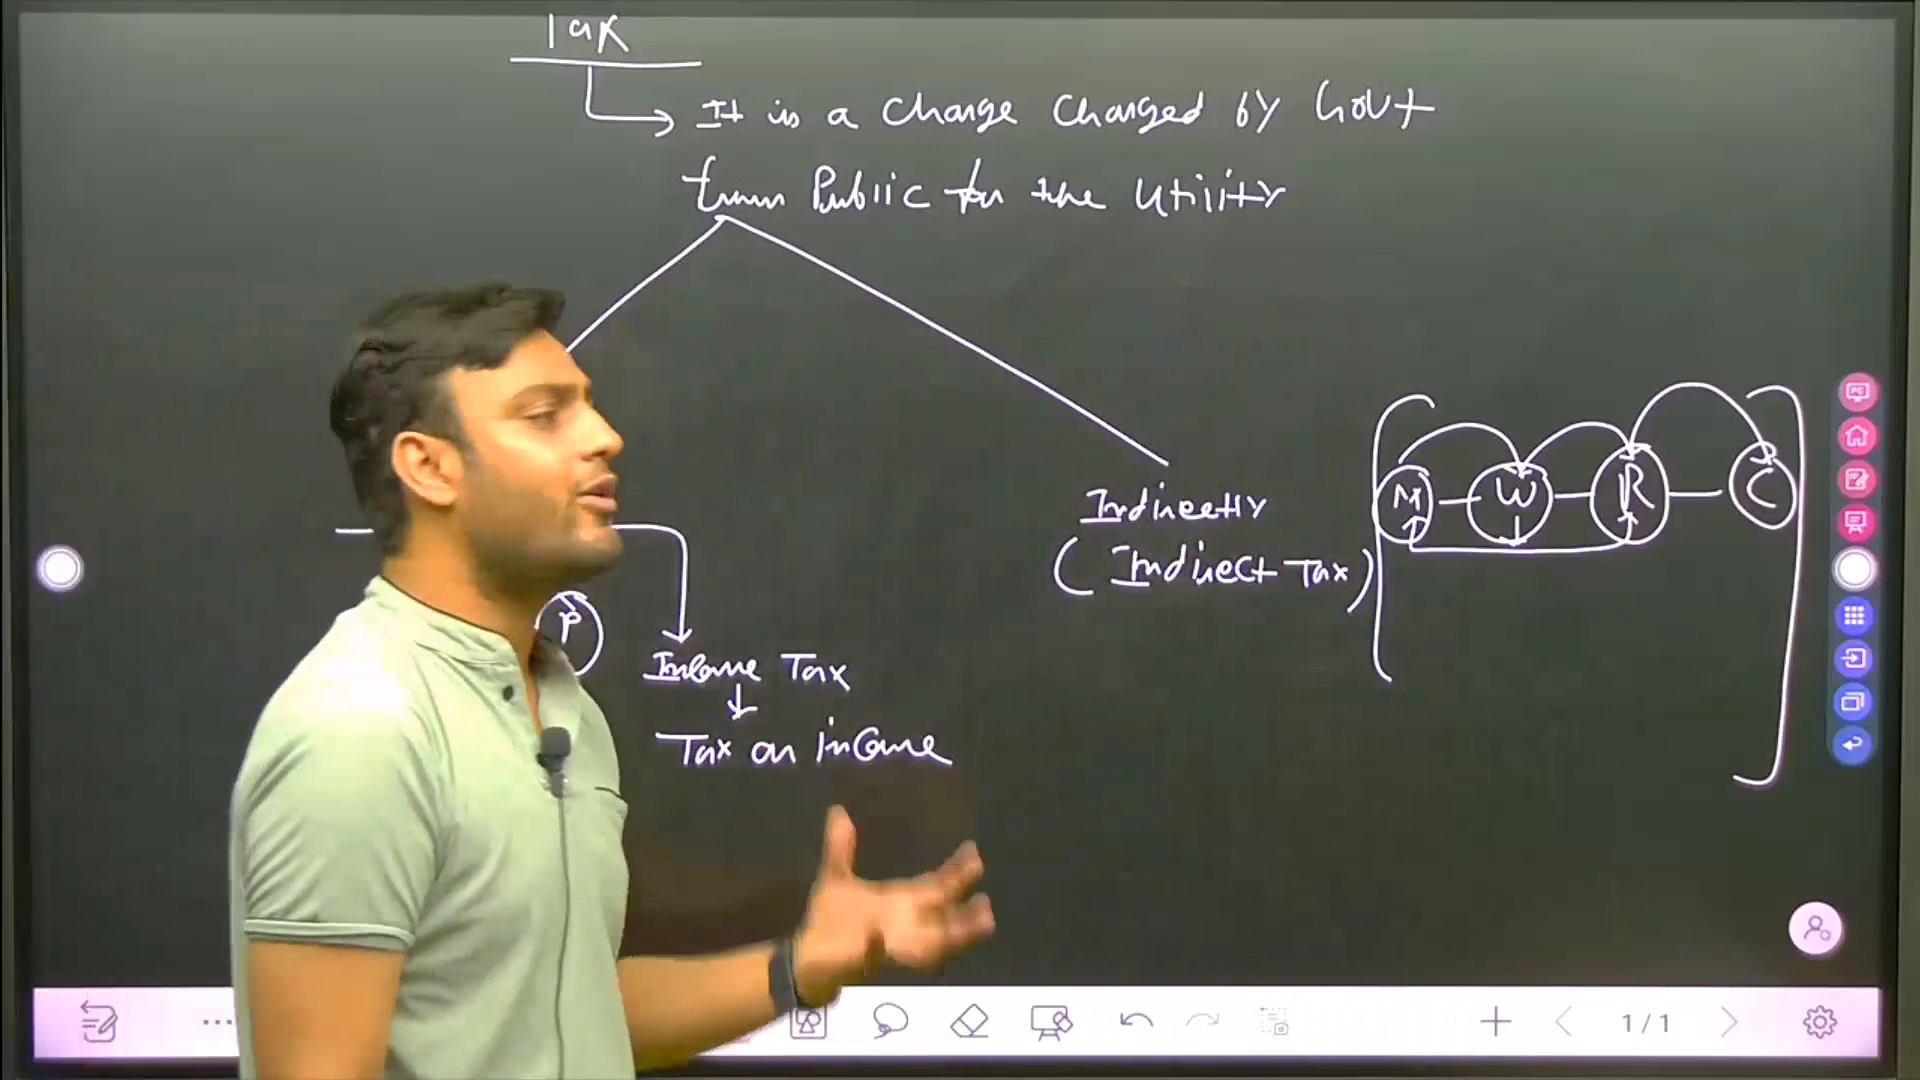 Tax
It is a charge charged by Govt
from Public for the Utility
M W R C
Indirectly
(Indirect Tax)
P
Income Tax
Tax on income
1/1